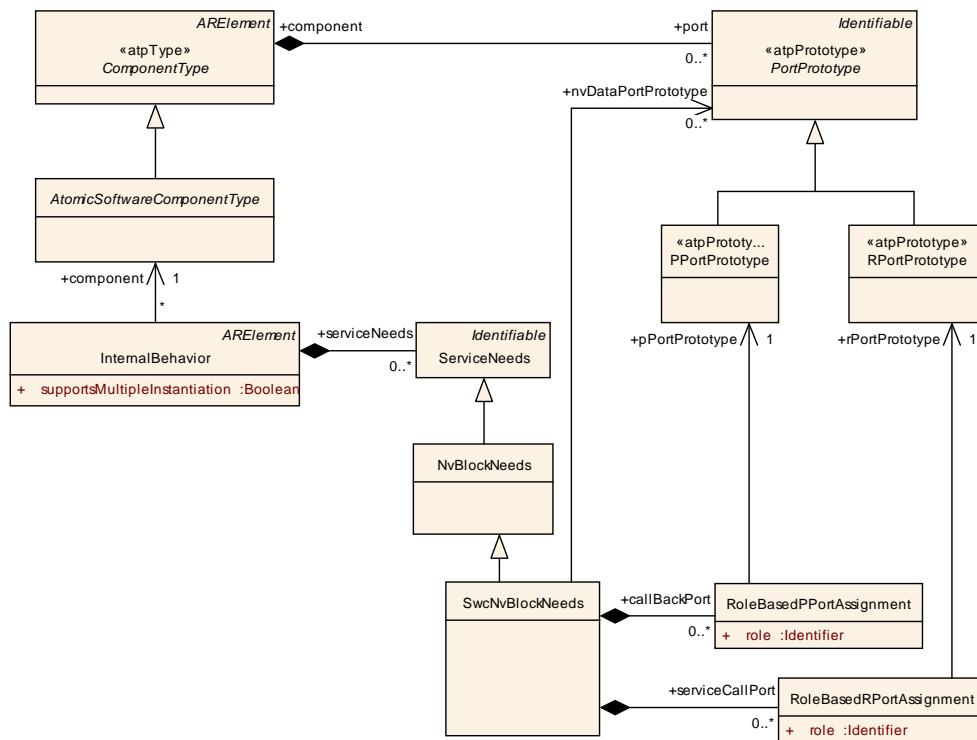 ARElement
«atpType»
ComponentType
+component
+port
0..*
Identifiable
«atpPrototype»
PortPrototype
+nvDataPortPrototype
0..*
AtomicSoftwareComponentType
«atpPrototy...
PPortPrototype
«atpPrototype»
RPortPrototype
+component
1
*
ARElement
InternalBehavior
+ supportsMultipleInstantiation :Boolean
+serviceNeeds
0..*
Identifiable
ServiceNeeds
+pPortPrototype
1
+rPortPrototype
1
NvBlockNeeds
SwcNvBlockNeeds
+callBackPort
0..*
RoleBasedPPortAssignment
+ role :Identifier
+serviceCallPort
0..*
RoleBasedRPortAssignment
+ role :Identifier